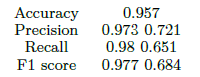 Accuracy 0.957
Precision 0.973 0.721
Recall 0.98 0.651
F1 score 0.977 0.684